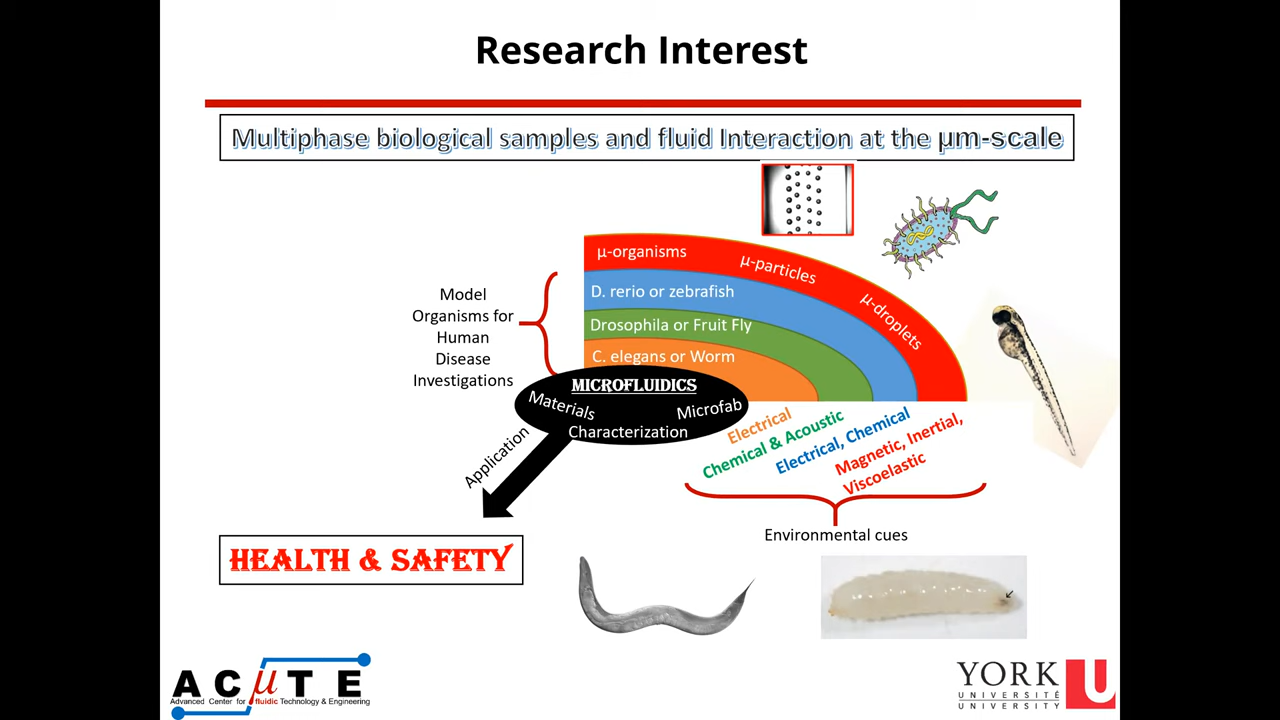 Research Interest
Multiphase biological samples and fluid Interaction at the µm-scale
µ-organisms
µ-particles
µ-droplets
D. rerio or zebrafish
Drosophila or Fruit Fly
C. elegans or Worm
Model
Organisms for
Human
Disease
Investigations
MICROFLUIDICS
Materials
Microfab
Characterization
Electrical
Chemical & Acoustic
Electrical, Chemical
Magnetic, Inertial,
Viscoelastic
Application
Environmental cues
HEALTH & SAFETY
ACµTE
Advanced Center for fluidic Technology & Engineering
YORK U
UNIVERSITÉ
UNIVERSITY